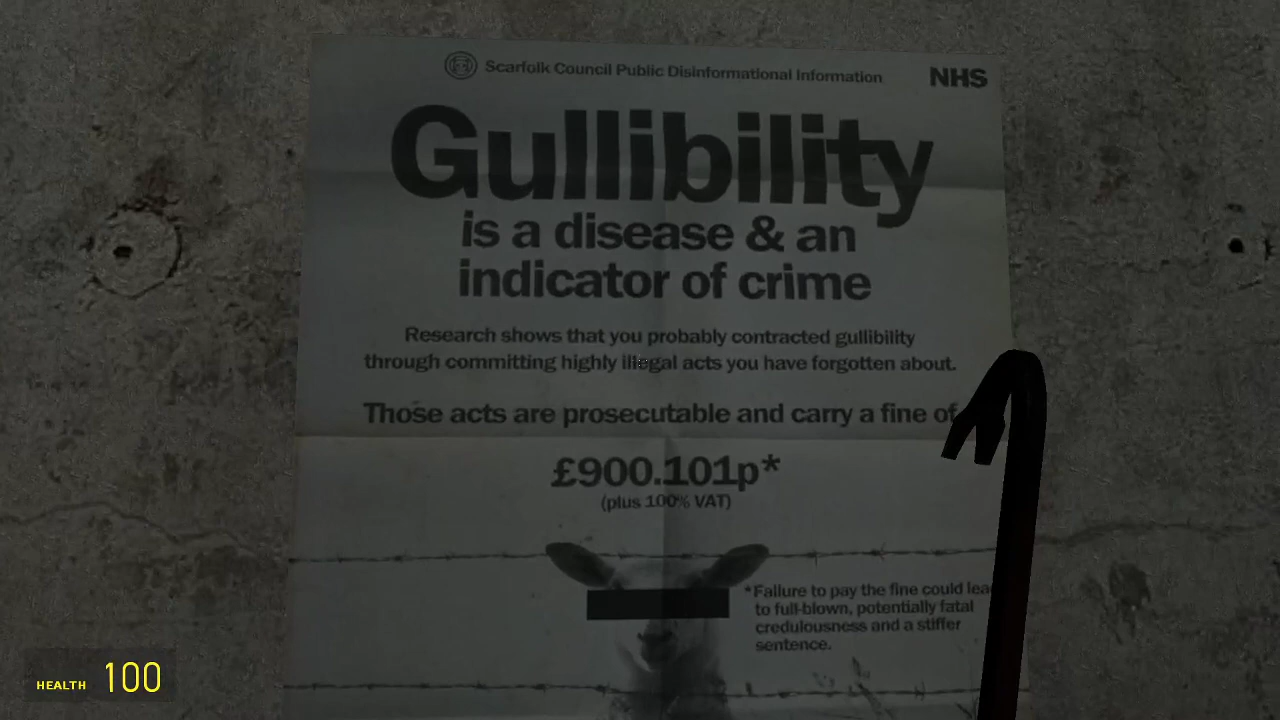 Scarfolk Council Public Disinformational Information
NHS
Gullibility
is a disease & an
indicator of crime
Research shows that you probably contracted gullibility
through committing highly illegal acts you have forgotten about.
Those acts are prosecutable and carry a fine of
£900.101p*
(plus 100% VAT)
*Failure to pay the fine could lead
to full-blown, potentially fatal
credulousness and a stiffer
sentence.
HEALTH 100